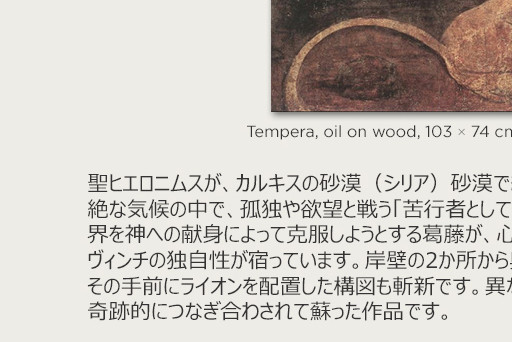 Tempera, oil on wood, 103 × 74 cm
聖ヒエロニムスが、カルキスの砂漠（シリア）砂漠で
絶な気候の中で、孤独や欲望と戦う「苦行者として
界を神への献身によって克服しようとする葛藤が、心
ヴィンチの独自性が宿っています。岸壁の2か所から
その手前にライオンを配置した構図も斬新です。異な
奇跡的につなぎ合わされて蘇った作品です。